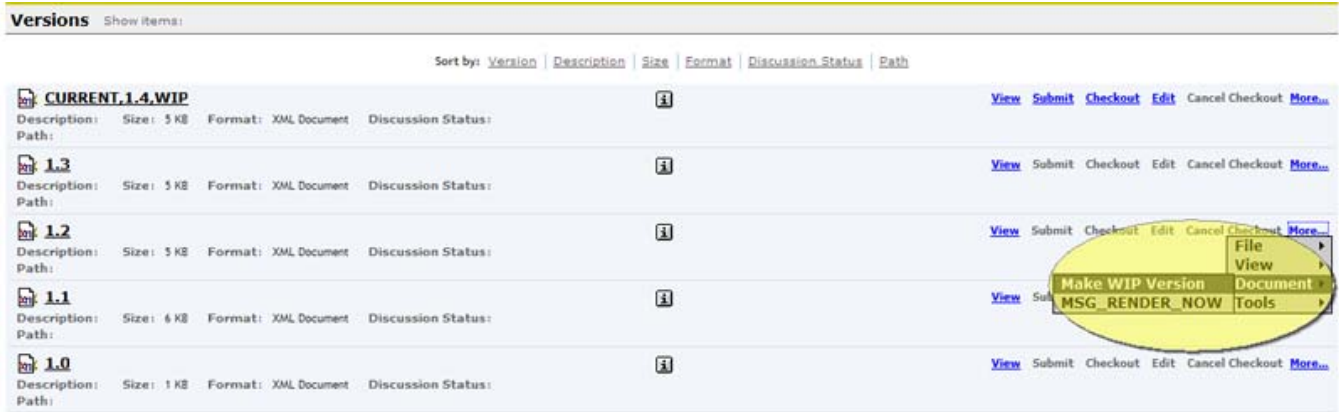 Versions Show items:
Sort by: Version | Description | Size | Format | Discussion Status | Path
CURRENT,1.4,WIP View Submit Checkout Edit Cancel Checkout More...
Description: Size: 5 KB Format: XML Document Discussion Status:
Path:
1.3 View Submit Checkout Edit Cancel Checkout More...
Description: Size: 5 KB Format: XML Document Discussion Status:
Path:
1.2 View Submit Checkout Edit Cancel Checkout More...
Description: Size: 5 KB Format: XML Document Discussion Status:
Path:
File
View
Make WIP Version Document
MSG_RENDER_NOW Tools
1.1 View
Description: Size: 6 KB Format: XML Document Discussion Status:
Path:
1.0 View Submit Checkout Edit Cancel Checkout More...
Description: Size: 1 KB Format: XML Document Discussion Status:
Path: